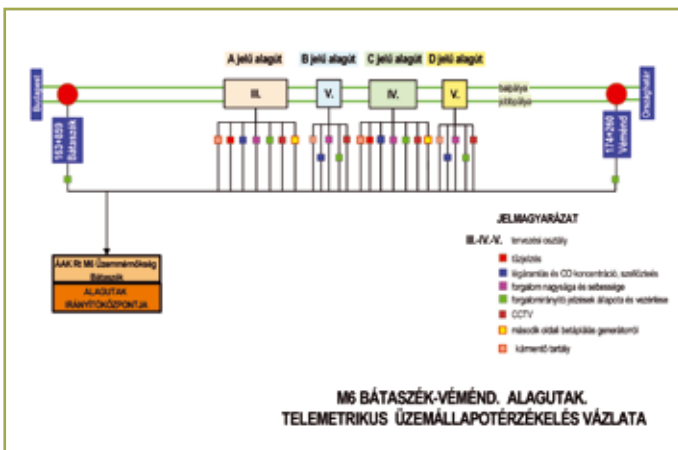 A jelű alagút B jelű alagút C jelű alagút D jelű alagút
Budapest
III.
V.
IV.
V.
balpálya
jobbpálya
Országhatár
163+859
Bátaszék
174+260
Véménd
ÁAK Rt M6 Üzemmérnökség
Bátaszék
ALAGUTAK
IRÁNYÍTÓKÖZPONTJA
JELMAGYARÁZAT
III.-IV.-V. tervezési osztály
tűzjelzés
légáramlás és CO koncentráció, szellőztetés
forgalom nagysága és sebessége
forgalomirányító jelzések állapota és vezérlése
CCTV
második oldali betáplálás generátorról
kármentő tartály
M6 BÁTASZÉK-VÉMÉND. ALAGUTAK.
TELEMETRIKUS ÜZEMÁLLAPOTÉRZÉKELÉS VÁZLATA